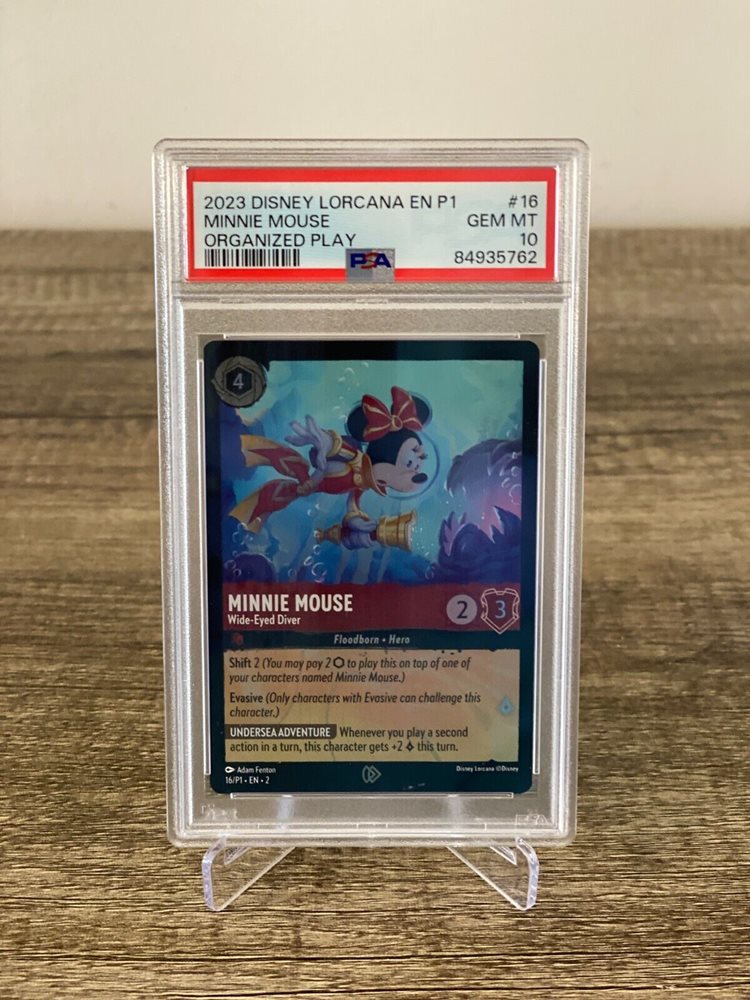 2023 DISNEY LORCANA EN P1 #16
MINNIE MOUSE GEM MT
ORGANIZED PLAY 10
PSA 84935762
4
MINNIE MOUSE
Wide-Eyed Diver
2 3
Floodborn • Hero
Shift 2 (You may pay 2 to play this on top of one of
your characters named Minnie Mouse.)
Evasive (Only characters with Evasive can challenge this
character.)
UNDERSEA ADVENTURE Whenever you play a second
action in a turn, this character gets +2 this turn.
Adam Fenton
16/P1 • EN • 2
Disney Lorcana ©Disney